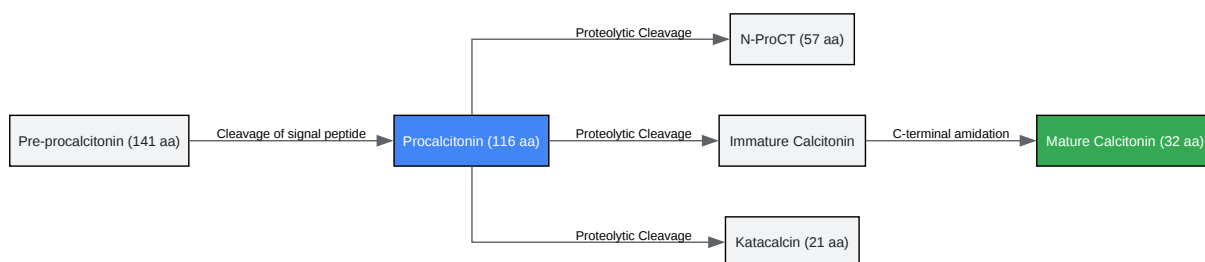 Proteolytic Cleavage
N-ProCT (57 aa)
Pre-procalcitonin (141 aa)
Cleavage of signal peptide
Procalcitonin (116 aa)
Proteolytic Cleavage
Immature Calcitonin
C-terminal amidation
Mature Calcitonin (32 aa)
Proteolytic Cleavage
Katacalcin (21 aa)